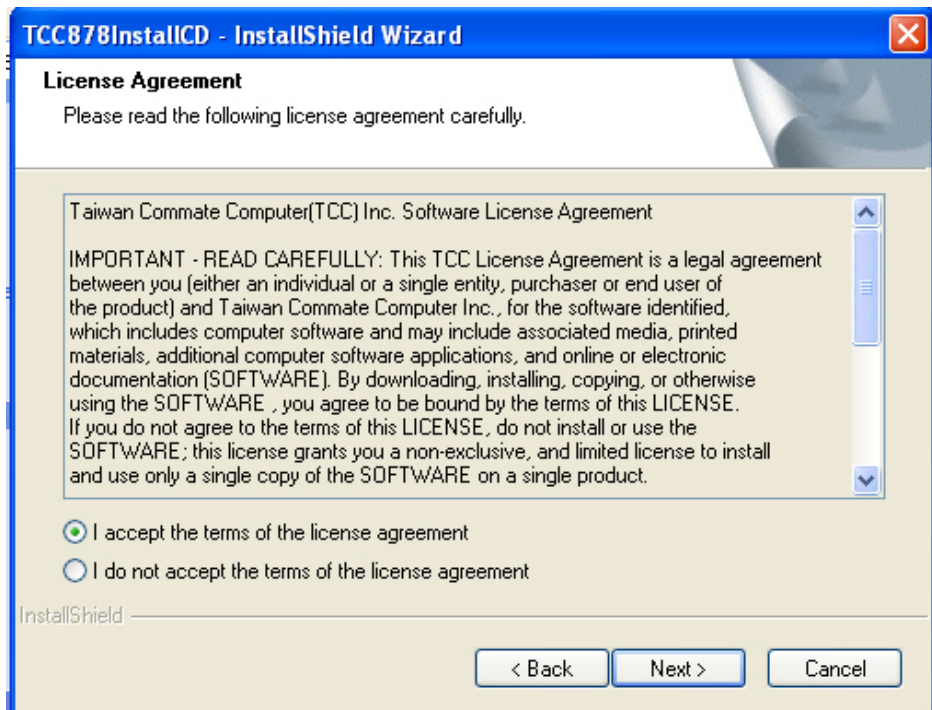 TCC878InstallCD - InstallShield Wizard
License Agreement
Please read the following license agreement carefully.
Taiwan Commate Computer(TCC) Inc. Software License Agreement
IMPORTANT - READ CAREFULLY: This TCC License Agreement is a legal agreement
between you (either an individual or a single entity, purchaser or end user of
the product) and Taiwan Commate Computer Inc., for the software identified,
which includes computer software and may include associated media, printed
materials, additional computer software applications, and online or electronic
documentation (SOFTWARE). By downloading, installing, copying, or otherwise
using the SOFTWARE , you agree to be bound by the terms of this LICENSE.
If you do not agree to the terms of this LICENSE, do not install or use the
SOFTWARE; this license grants you a non-exclusive, and limited license to install
and use only a single copy of the SOFTWARE on a single product.
I accept the terms of the license agreement
I do not accept the terms of the license agreement
InstallShield
< Back Next > Cancel